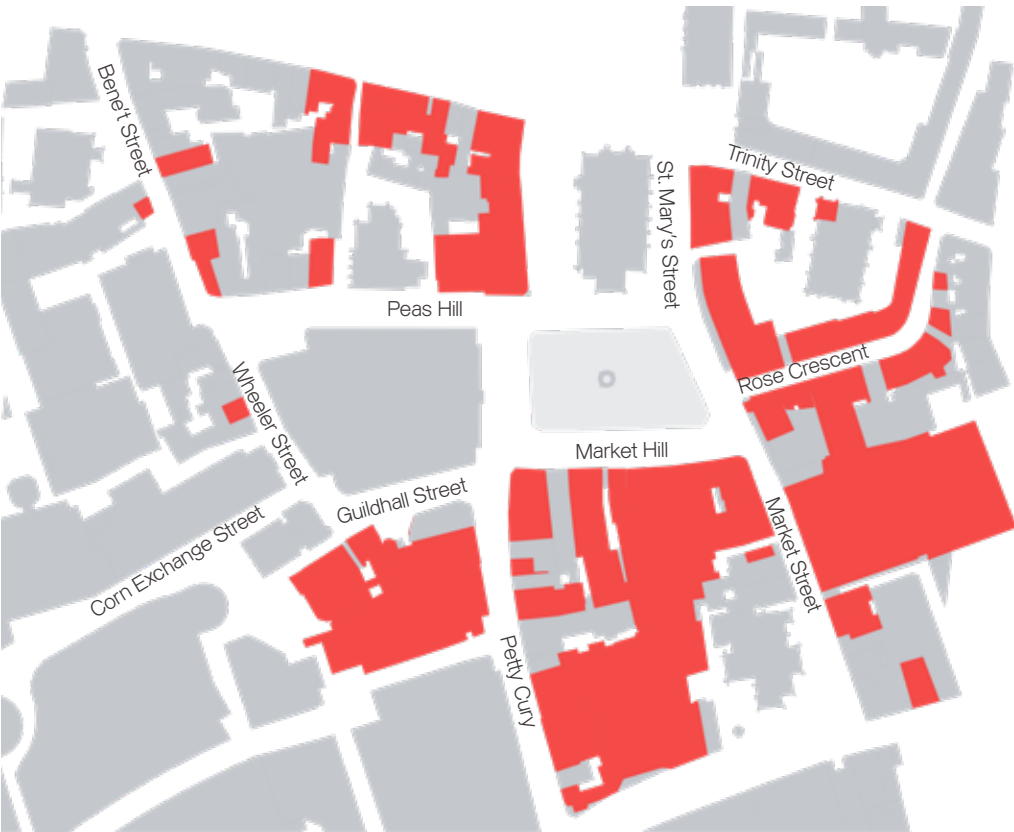 Bene't Street
Trinity Street
St. Mary's Street
Peas Hill
Rose Crescent
Wheeler Street
Market Hill
Guildhall Street
Corn Exchange Street
Market Street
Petty Cury